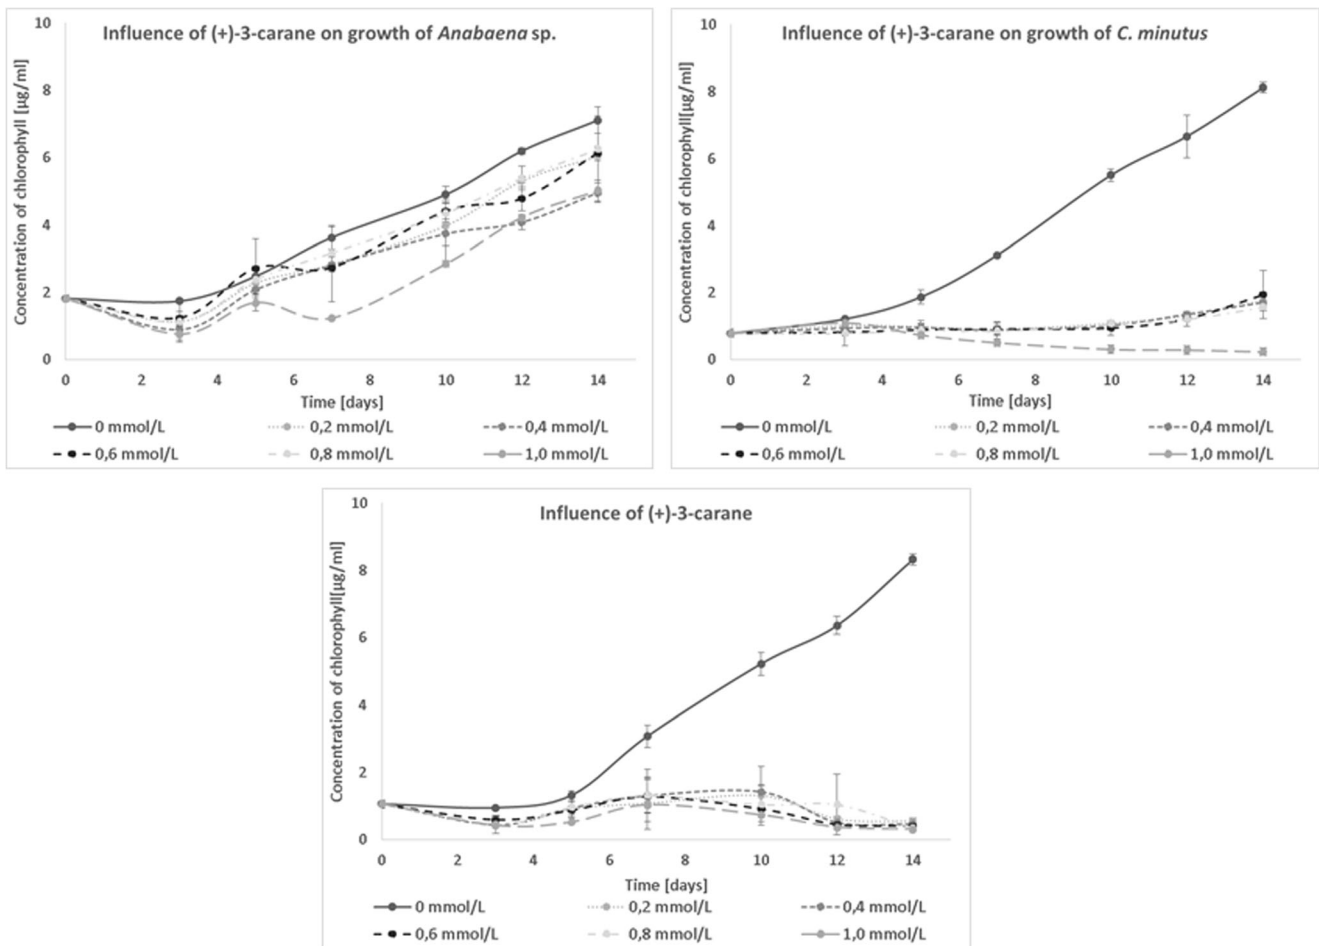 Influence of (+)-3-carane on growth of Anabaena sp.
Concentration of chlorophyll [µg/ml]
10
8
6
4
2
0
0 2 4 6 8 10 12 14
Time [days]
0 mmol/L 0,2 mmol/L 0,4 mmol/L
0,6 mmol/L 0,8 mmol/L 1,0 mmol/L
Influence of (+)-3-carane on growth of C. minutus
Concentration of chlorophyll[µg/ml]
10
8
6
4
2
0
0 2 4 6 8 10 12 14
Time [days]
0 mmol/L 0,2 mmol/L 0,4 mmol/L
0,6 mmol/L 0,8 mmol/L 1,0 mmol/L
Influence of (+)-3-carane
Concentration of chlorophyll[µg/ml]
10
8
6
4
2
0
0 2 4 6 8 10 12 14
Time [days]
0 mmol/L 0,2 mmol/L 0,4 mmol/L
0,6 mmol/L 0,8 mmol/L 1,0 mmol/L